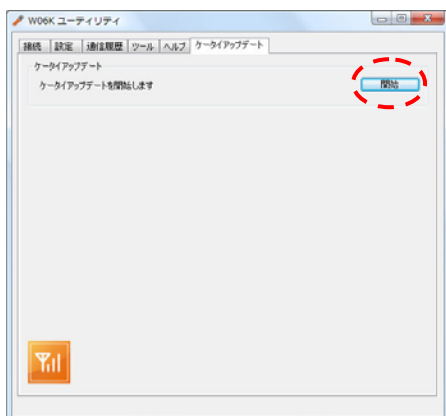 W06K ユーティリティ
接続 設定 通信履歴 ツール ヘルプ ケータイアップデート
ケータイアップデート
ケータイアップデートを開始します 開始